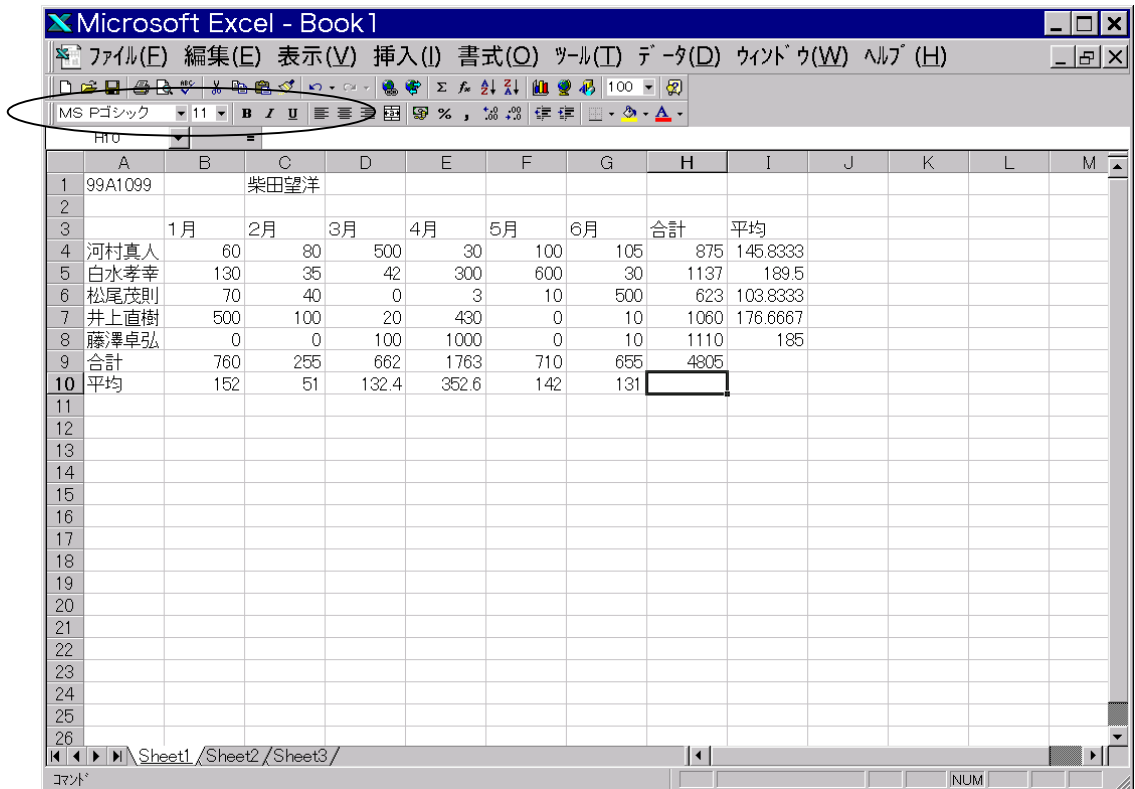 Microsoft Excel - Book1
ファイル(F) 編集(E) 表示(V) 挿入(I) 書式(O) ツール(T) データ(D) ウィンドウ(W) ヘルプ(H)
100
MS Pゴシック 11 B I U % ,
H10 =
A B C D E F G H I J K L M
1 99A1099 柴田望洋
2
3 1月 2月 3月 4月 5月 6月 合計 平均
4 河村真人 60 80 500 30 100 105 875 145.8333
5 白水孝幸 130 35 42 300 600 30 1137 189.5
6 松尾茂則 70 40 0 3 10 500 623 103.8333
7 井上直樹 500 100 20 430 0 10 1060 176.6667
8 藤澤卓弘 0 0 100 1000 0 10 1110 185
9 合計 760 255 662 1763 710 655 4805
10 平均 152 51 132.4 352.6 142 131
11
12
13
14
15
16
17
18
19
20
21
22
23
24
25
26
Sheet1 Sheet2 Sheet3
コマンド NUM